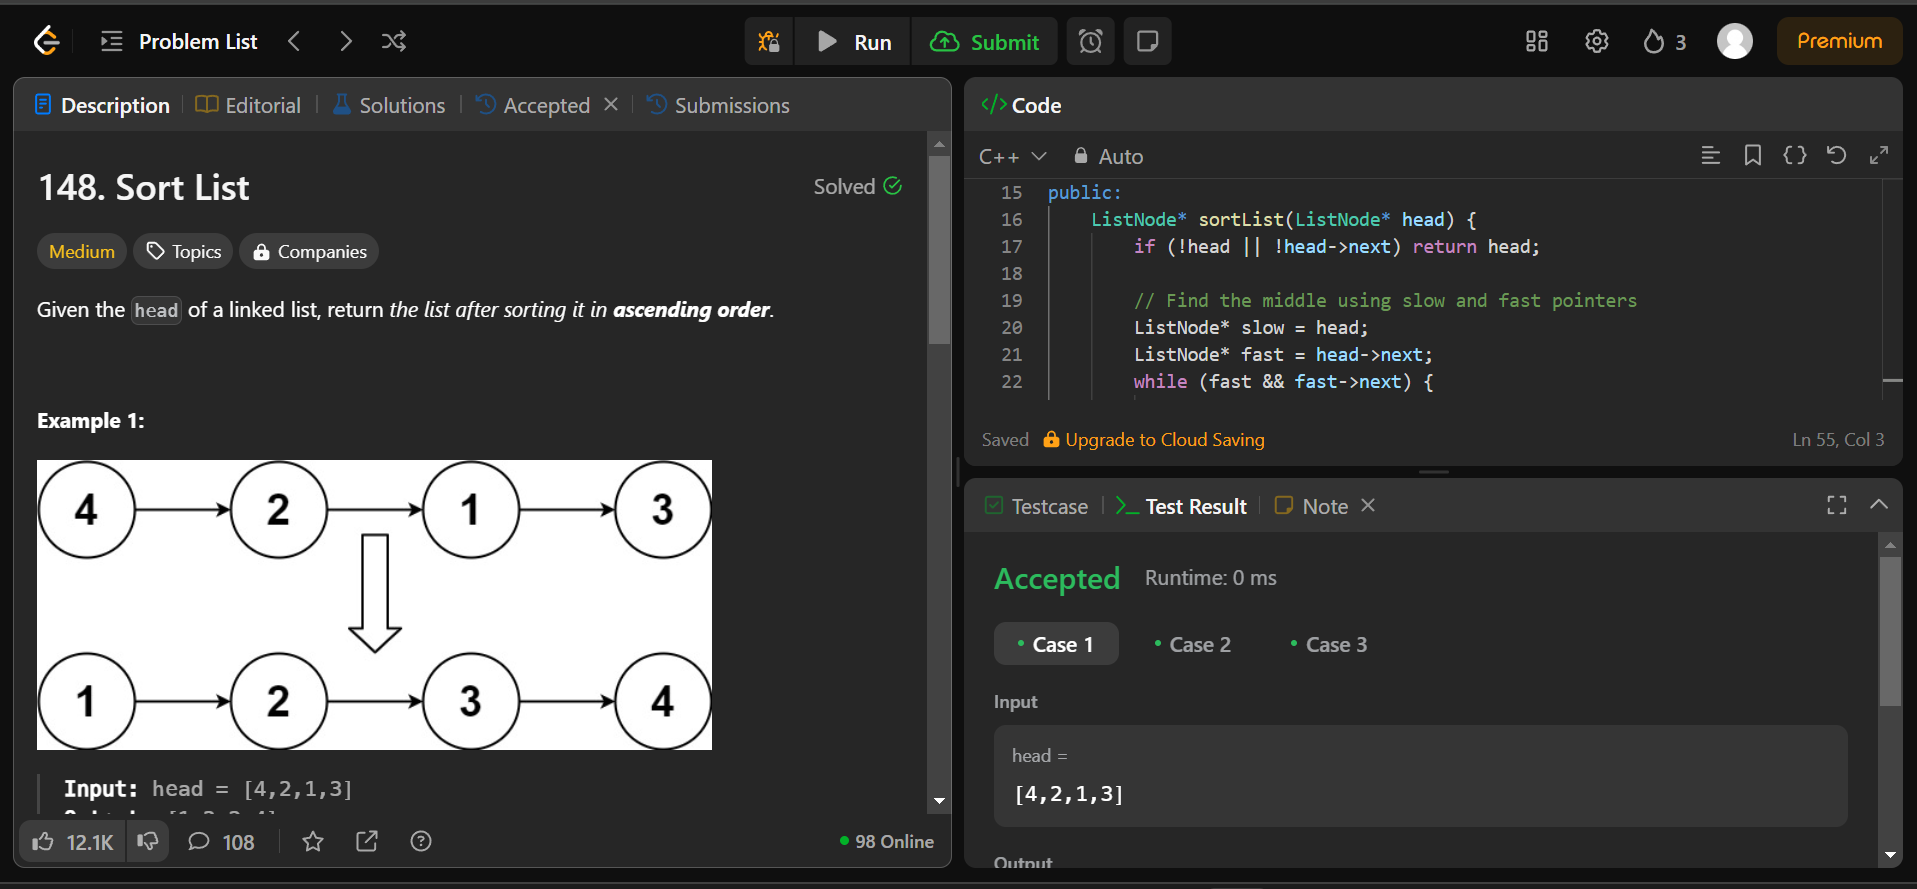 Problem List
Run
Submit
3
Premium
Description
Editorial
Solutions
Accepted
Submissions
148. Sort List
Solved
Medium
Topics
Companies
Given the head of a linked list, return the list after sorting it in ascending order.
Example 1:
4
2
1
3
1
2
3
4
Input: head = [4,2,1,3]
12.1K
108
98 Online
</> Code
C++
Auto
15 public:
16 ListNode* sortList(ListNode* head) {
17 if (!head || !head->next) return head;
18
19 // Find the middle using slow and fast pointers
20 ListNode* slow = head;
21 ListNode* fast = head->next;
22 while (fast && fast->next) {
Saved
Upgrade to Cloud Saving
Ln 55, Col 3
Testcase
Test Result
Note
Accepted
Runtime: 0 ms
Case 1
Case 2
Case 3
Input
head =
[4,2,1,3]
Output